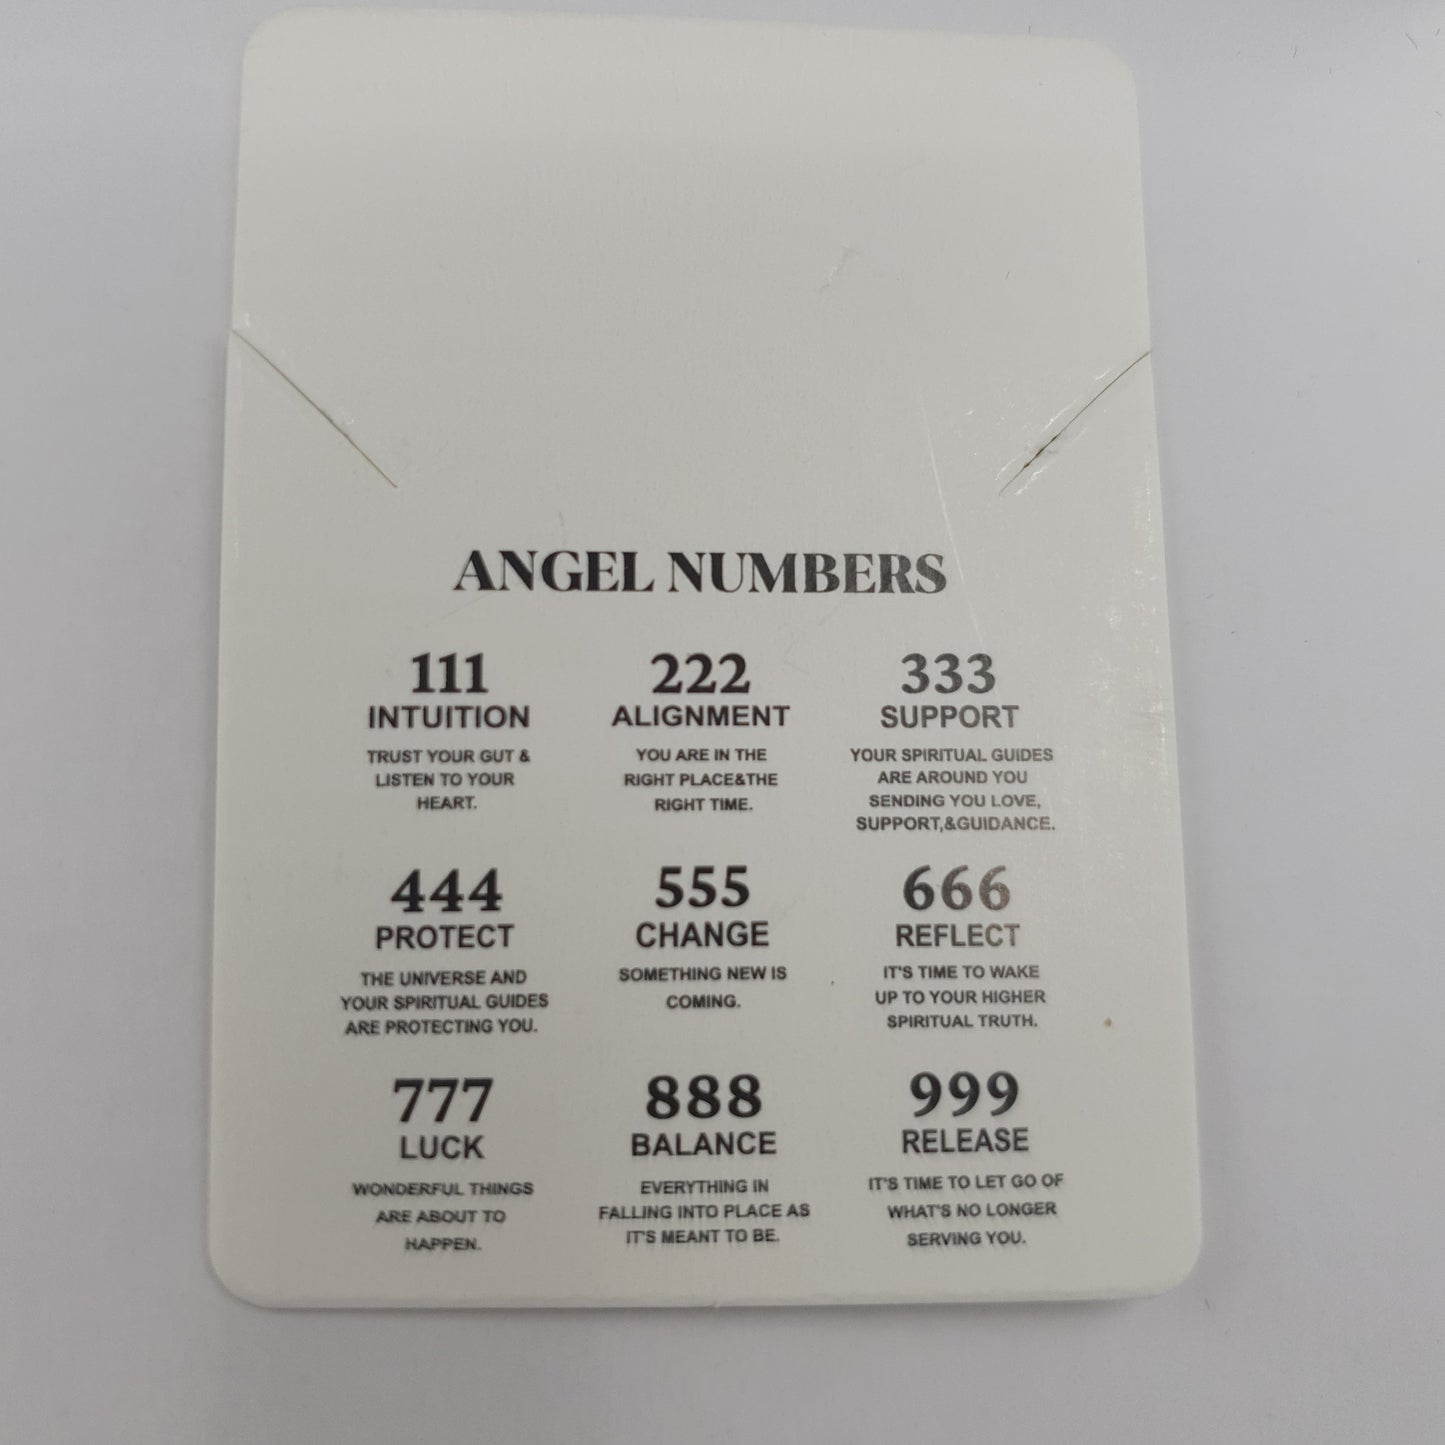 ANGEL NUMBERS
111
INTUITION
TRUST YOUR GUT &
LISTEN TO YOUR
HEART.
222
ALIGNMENT
YOU ARE IN THE
RIGHT PLACE&THE
RIGHT TIME.
333
SUPPORT
YOUR SPIRITUAL GUIDES
ARE AROUND YOU
SENDING YOU LOVE,
SUPPORT,&GUIDANCE.
444
PROTECT
THE UNIVERSE AND
YOUR SPIRITUAL GUIDES
ARE PROTECTING YOU.
555
CHANGE
SOMETHING NEW IS
COMING.
666
REFLECT
IT'S TIME TO WAKE
UP TO YOUR HIGHER
SPIRITUAL TRUTH.
777
LUCK
WONDERFUL THINGS
ARE ABOUT TO
HAPPEN.
888
BALANCE
EVERYTHING IN
FALLING INTO PLACE AS
IT'S MEANT TO BE.
999
RELEASE
IT'S TIME TO LET GO OF
WHAT'S NO LONGER
SERVING YOU.